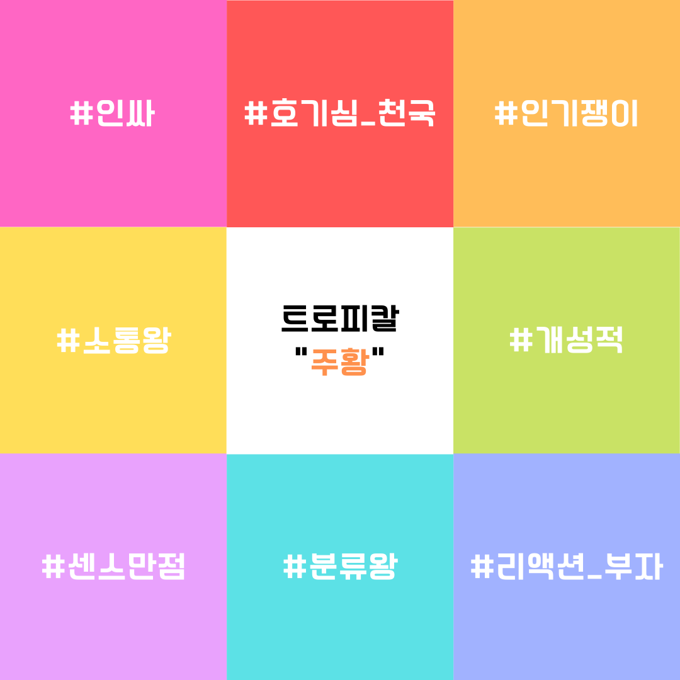 #인싸
#호기심_천국
#인기쟁이
#소통왕
트로피칼
"주황"
#개성적
#센스만점
#분류왕
#리액션_부자